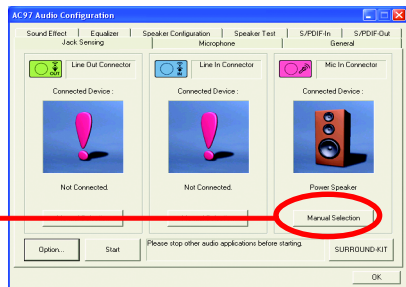 AC97 Audio Configuration
Sound Effect Equalizer Speaker Configuration Speaker Test S/PDIF-In S/PDIF-Out
Jack Sensing Microphone General
OUT Line Out Connector IN Line In Connector Mic In Connector
Connected Device : Connected Device : Connected Device :
Not Connected. Not Connected. Power Speaker
Manual Selection
Option... Start Please stop other audio applications before starting. SURROUND-KIT
OK